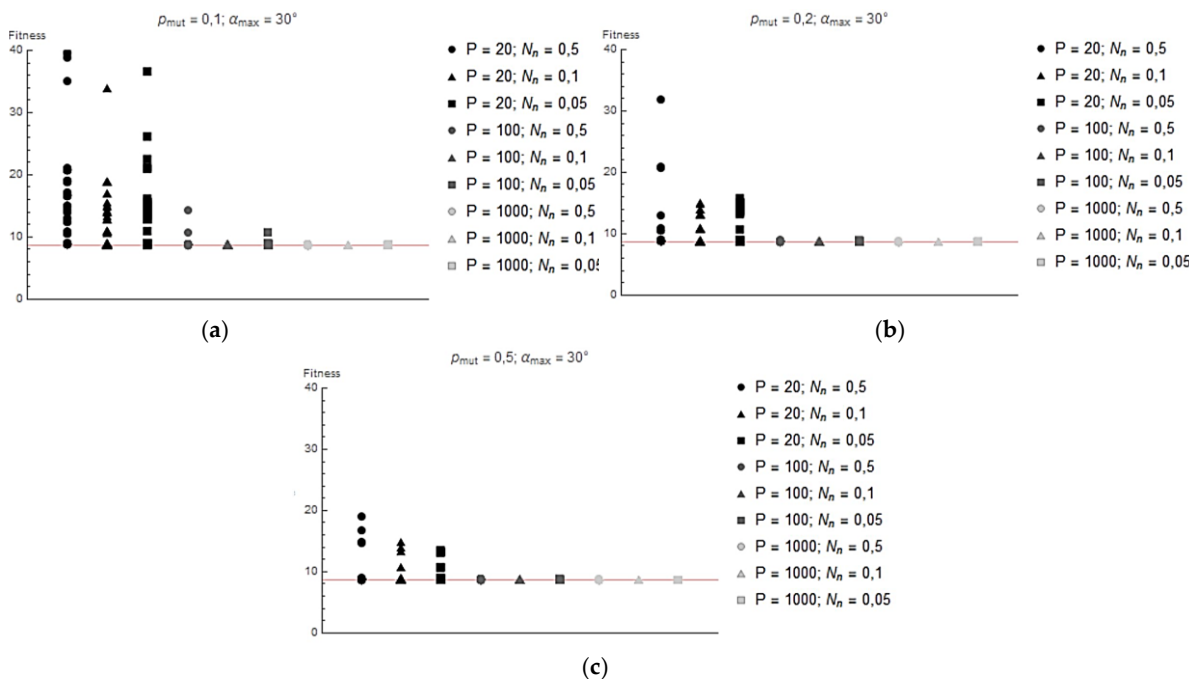 p_mut = 0,1; α_max = 30°
Fitness
40
30
20
10
0
P = 20; N_n = 0,5
P = 20; N_n = 0,1
P = 20; N_n = 0,05
P = 100; N_n = 0,5
P = 100; N_n = 0,1
P = 100; N_n = 0,05
P = 1000; N_n = 0,5
P = 1000; N_n = 0,1
P = 1000; N_n = 0,05
(a)
p_mut = 0,2; α_max = 30°
Fitness
40
30
20
10
0
P = 20; N_n = 0,5
P = 20; N_n = 0,1
P = 20; N_n = 0,05
P = 100; N_n = 0,5
P = 100; N_n = 0,1
P = 100; N_n = 0,05
P = 1000; N_n = 0,5
P = 1000; N_n = 0,1
P = 1000; N_n = 0,05
(b)
p_mut = 0,5; α_max = 30°
Fitness
40
30
20
10
0
P = 20; N_n = 0,5
P = 20; N_n = 0,1
P = 20; N_n = 0,05
P = 100; N_n = 0,5
P = 100; N_n = 0,1
P = 100; N_n = 0,05
P = 1000; N_n = 0,5
P = 1000; N_n = 0,1
P = 1000; N_n = 0,05
(c)